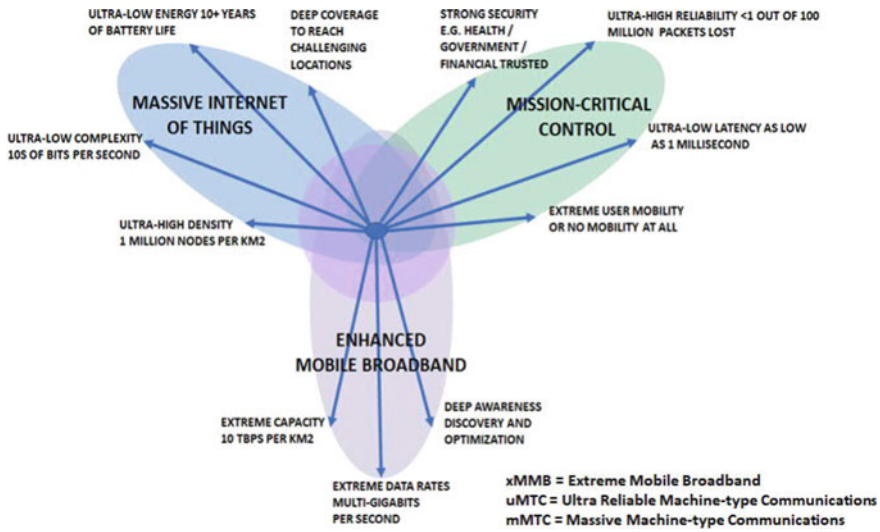 ULTRA-LOW ENERGY 10+ YEARS
OF BATTERY LIFE
DEEP COVERAGE
TO REACH
CHALLENGING
LOCATIONS
STRONG SECURITY
E.G. HEALTH /
GOVERNMENT /
FINANCIAL TRUSTED
ULTRA-HIGH RELIABILITY <1 OUT OF 100
MILLION PACKETS LOST
MASSIVE INTERNET
OF THINGS
MISSION-CRITICAL
CONTROL
ULTRA-LOW COMPLEXITY
10S OF BITS PER SECOND
ULTRA-LOW LATENCY AS LOW
AS 1 MILLISECOND
ULTRA-HIGH DENSITY
1 MILLION NODES PER KM2
EXTREME USER MOBILITY
OR NO MOBILITY AT ALL
ENHANCED
MOBILE BROADBAND
EXTREME CAPACITY
10 TBPS PER KM2
DEEP AWARENESS
DISCOVERY AND
OPTIMIZATION
EXTREME DATA RATES
MULTI-GIGABITS
PER SECOND
xMMB = Extreme Mobile Broadband
uMTC = Ultra Reliable Machine-type Communications
mMTC = Massive Machine-type Communications